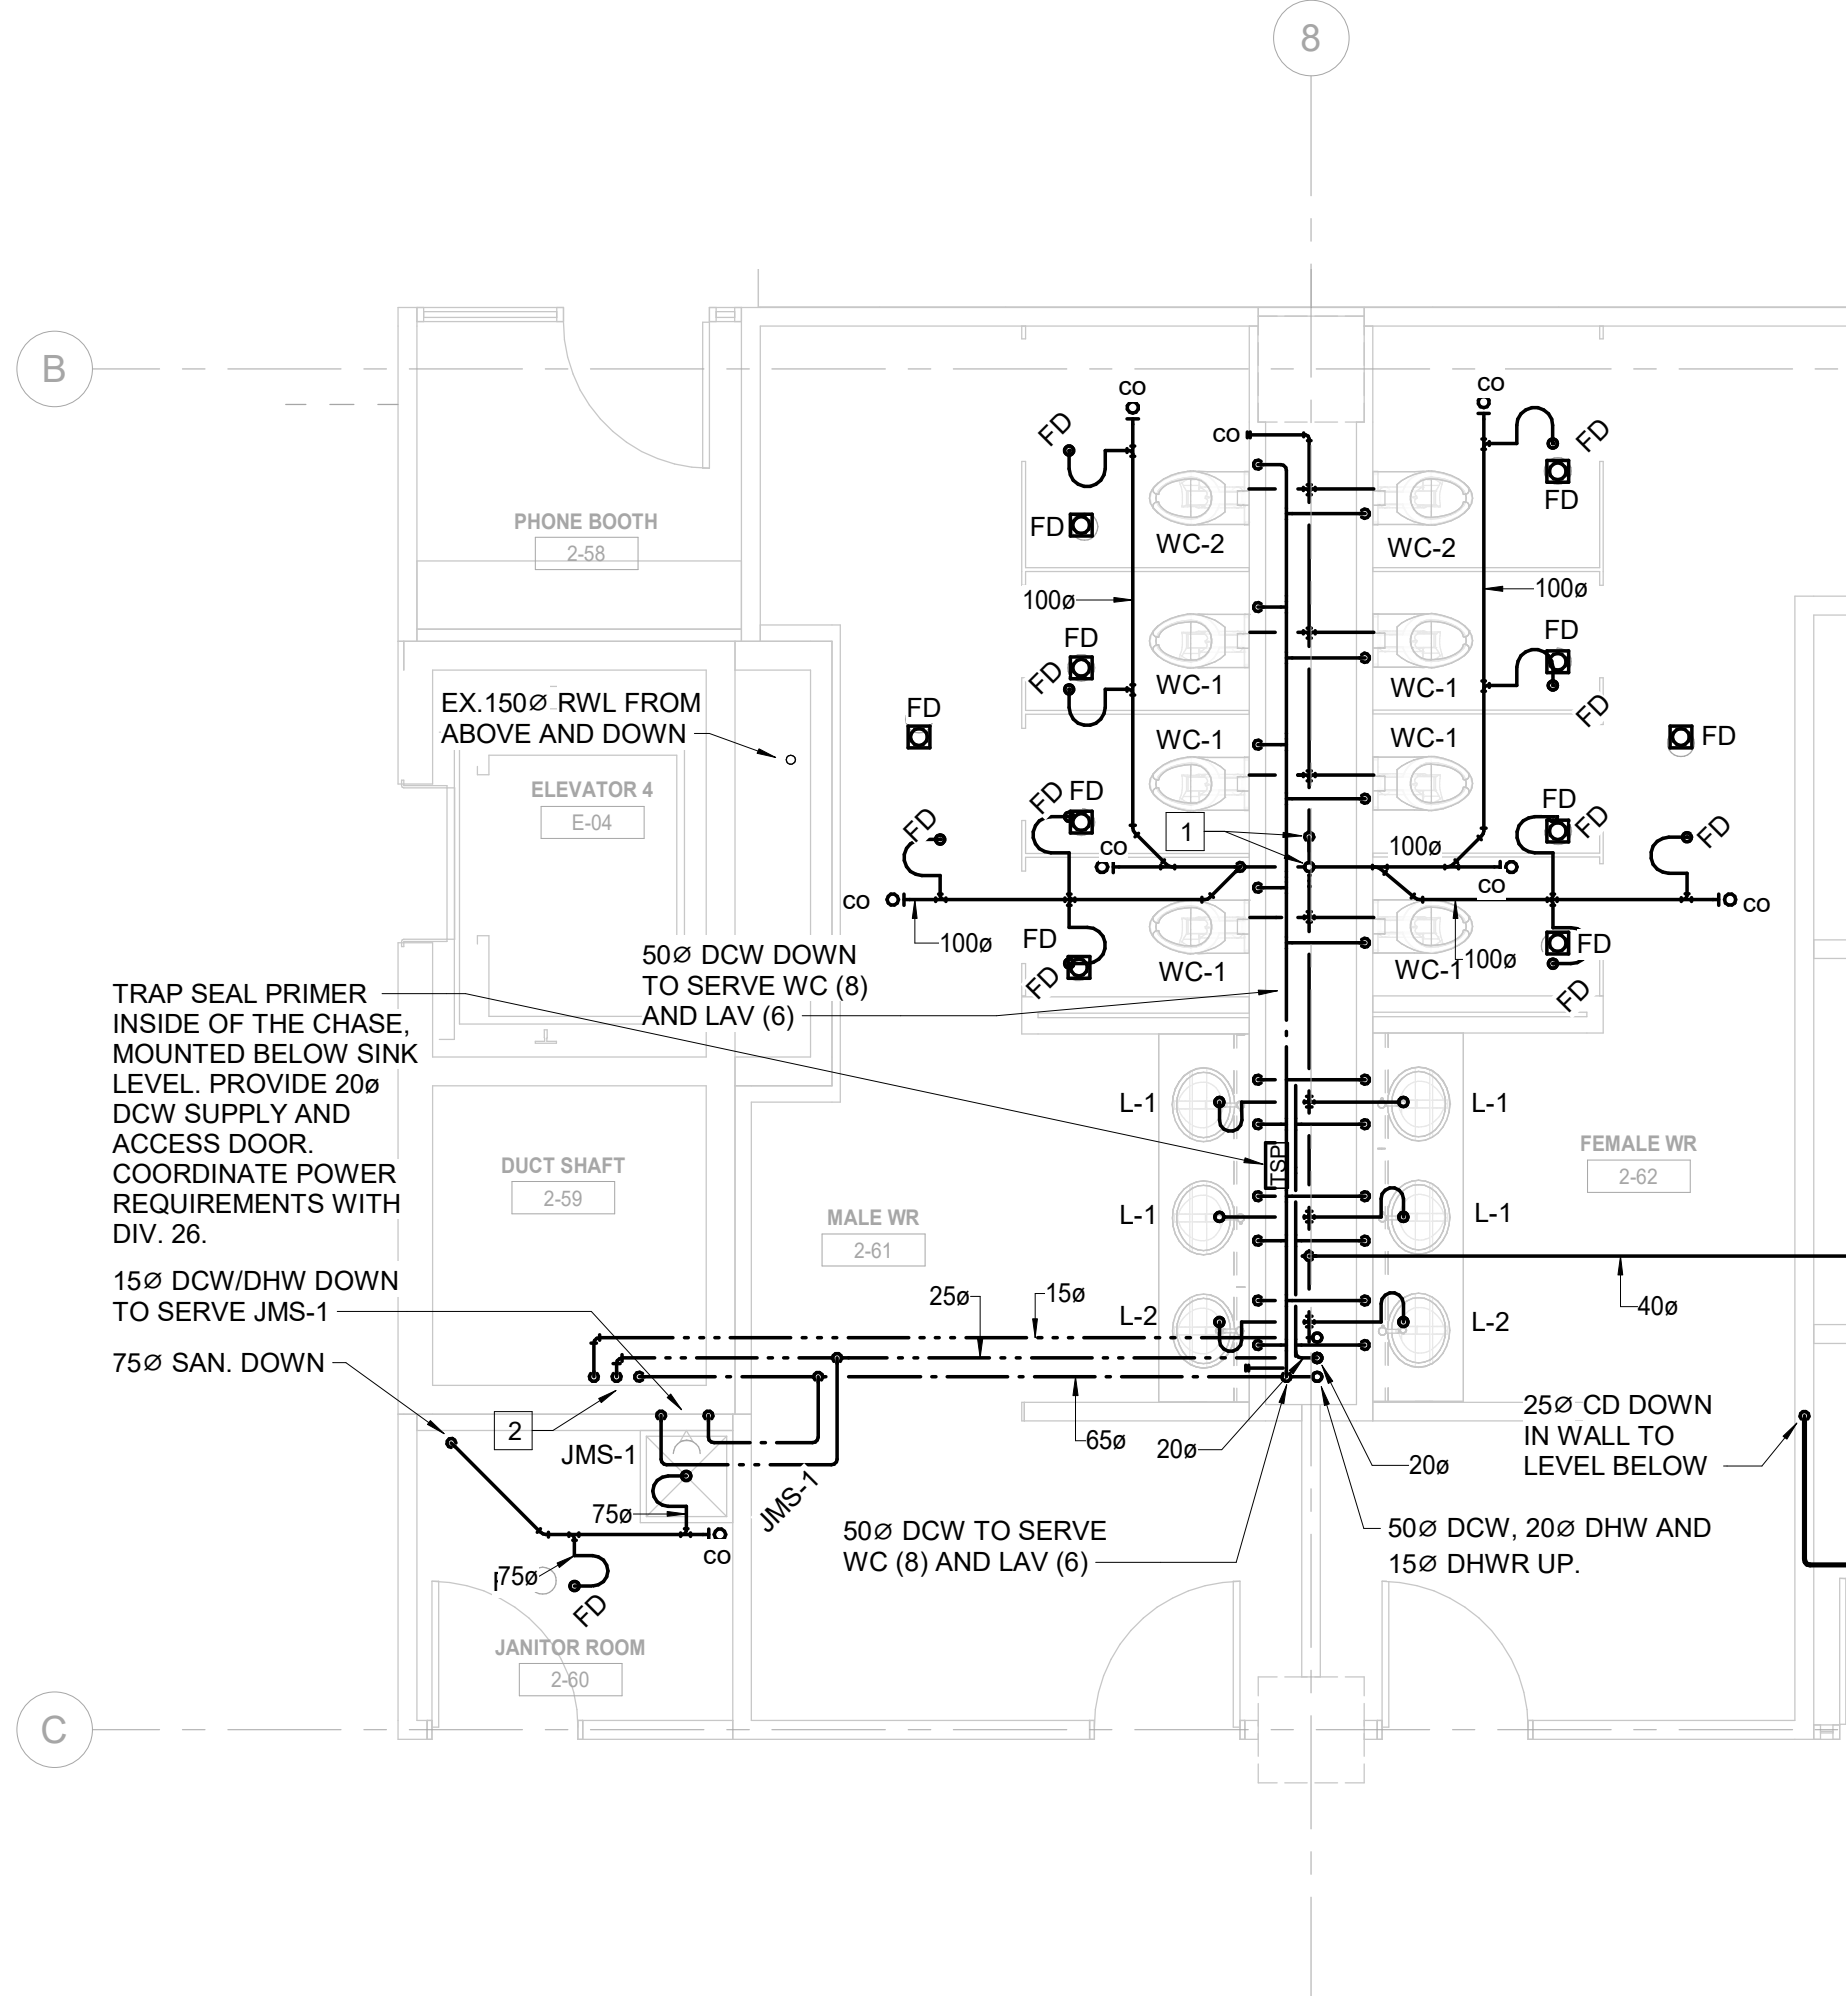 8
B
CO
CO
FD
FD
CO
FD
FD
PHONE BOOTH
2-58
WC-2
WC-2
100ø
100ø
FD
FD
FD
WC-1
WC-1
FD
EX.150Ø RWL FROM
ABOVE AND DOWN
FD
FD
WC-1
WC-1
FD
ELEVATOR 4
E-04
FD
FD
FD
FD
FD
FD
FD
1
CO
100ø
CO
CO
CO
100ø
FD
FD
WC-1
WC-1
100ø
FD
FD
50Ø DCW DOWN
TO SERVE WC (8)
AND LAV (6)
TRAP SEAL PRIMER
INSIDE OF THE CHASE,
MOUNTED BELOW SINK
LEVEL. PROVIDE 20ø
DCW SUPPLY AND
ACCESS DOOR.
COORDINATE POWER
REQUIREMENTS WITH
DIV. 26.
L-1
L-1
TSP
DUCT SHAFT
2-59
FEMALE WR
2-62
MALE WR
2-61
L-1
L-1
15Ø DCW/DHW DOWN
TO SERVE JMS-1
25ø
15ø
L-2
L-2
40ø
75Ø SAN. DOWN
2
JMS-1
JMS-1
65ø
20ø
20ø
25Ø CD DOWN
IN WALL TO
LEVEL BELOW
75ø
CO
75ø
FD
50Ø DCW TO SERVE
WC (8) AND LAV (6)
50Ø DCW, 20Ø DHW AND
15Ø DHWR UP.
JANITOR ROOM
2-60
C